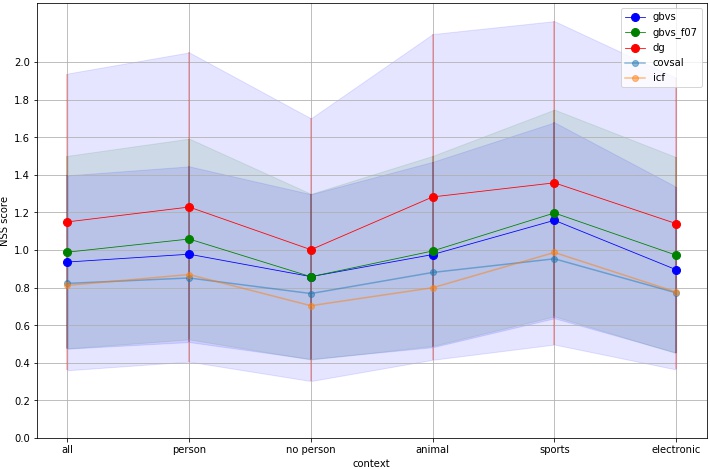 gbvs
gbvs_f07
dg
covsal
icf
2.0
1.8
1.6
1.4
1.2
1.0
0.8
0.6
0.4
0.2
0.0
NSS score
all person no person animal sports electronic
context